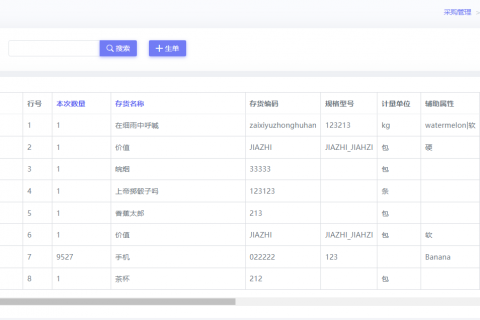 采购管理 >
搜索 生单
行号 本次数量 存货名称 存货编码 规格型号 计量单位 辅助属性
1 1 在细雨中呼喊 zaixiyuzhonghuhan 123213 kg watermelon|软
2 1 价值 JIAZHI JIAZHI_JIAHZI 包 硬
3 1 响烟 33333 包
4 1 上帝掷骰子吗 123123 条
5 1 香蕉太郎 213 包
6 1 价值 JIAZHI JIAZHI_JIAHZI 包 软
7 9527 手机 022222 123 Banana
8 1 茶杯 212 包